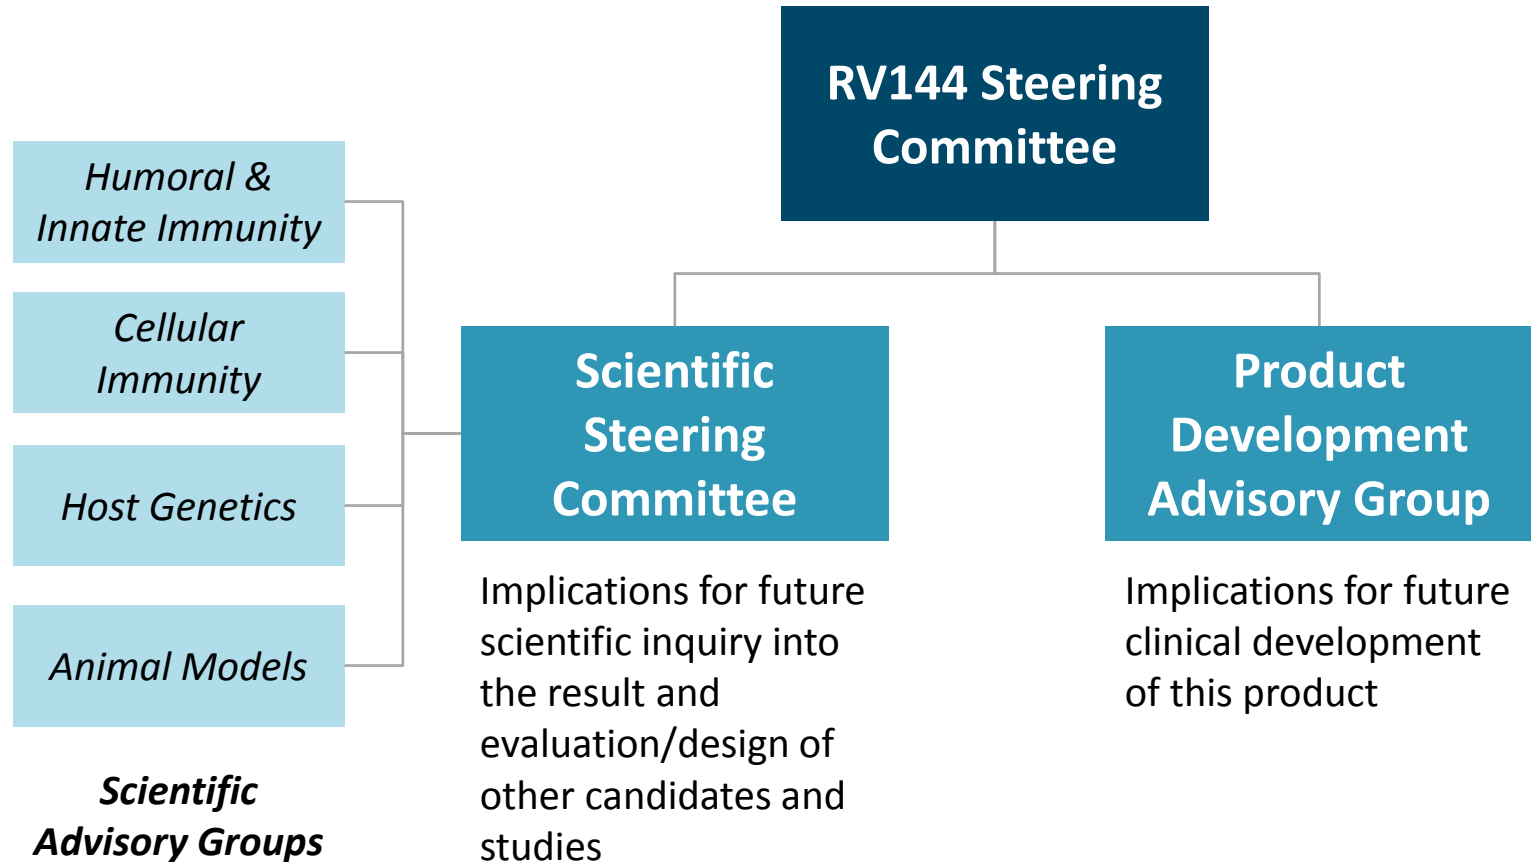 RV144 Steering
Committee
Humoral &
Innate Immunity
Cellular
Immunity
Host Genetics
Animal Models
Scientific
Advisory Groups
Scientific
Steering
Committee
Implications for future
scientific inquiry into
the result and
evaluation/design of
other candidates and
studies
Product
Development
Advisory Group
Implications for future
clinical development
of this product